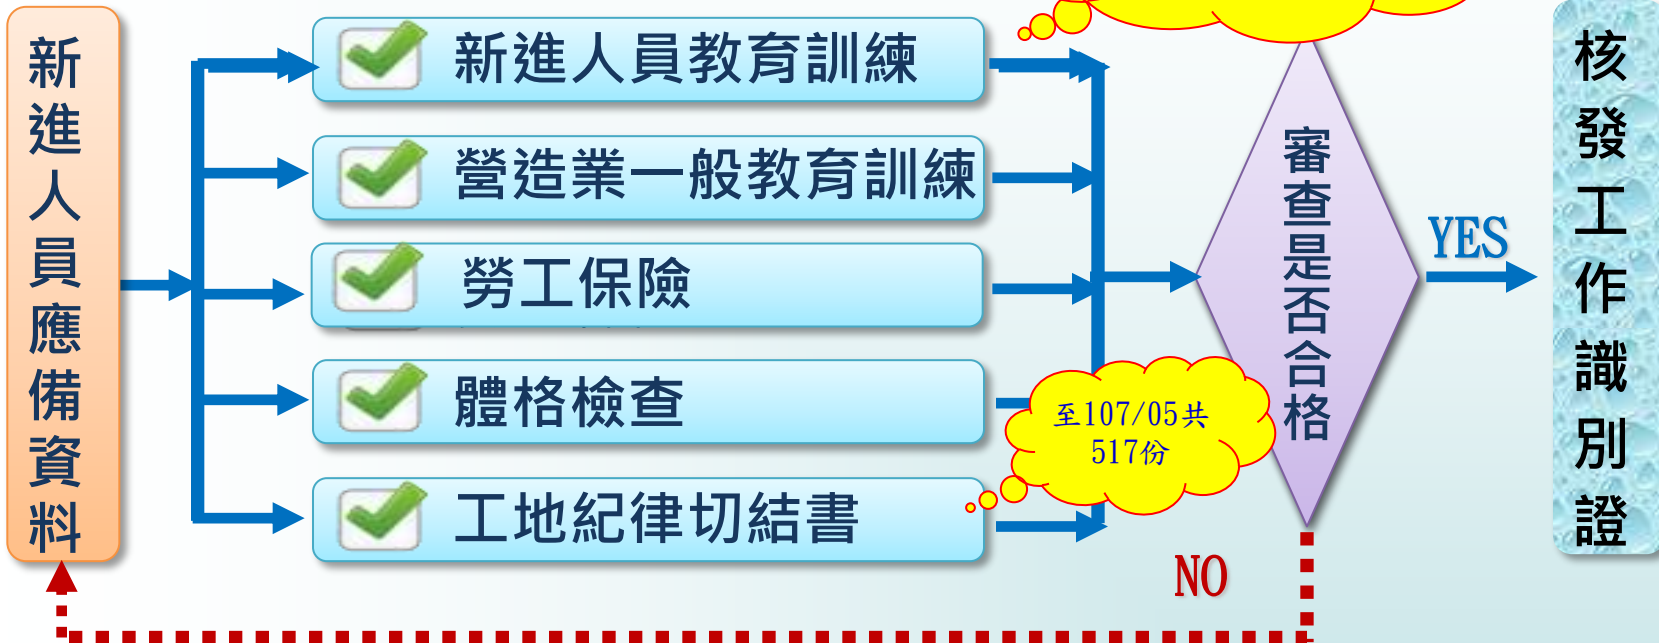 新進人員應備資料
新進人員教育訓練
營造業一般教育訓練
勞工保險
體格檢查
工地紀律切結書
至107/05共
517份
審查是否合格
YES
NO
核發工作識別證